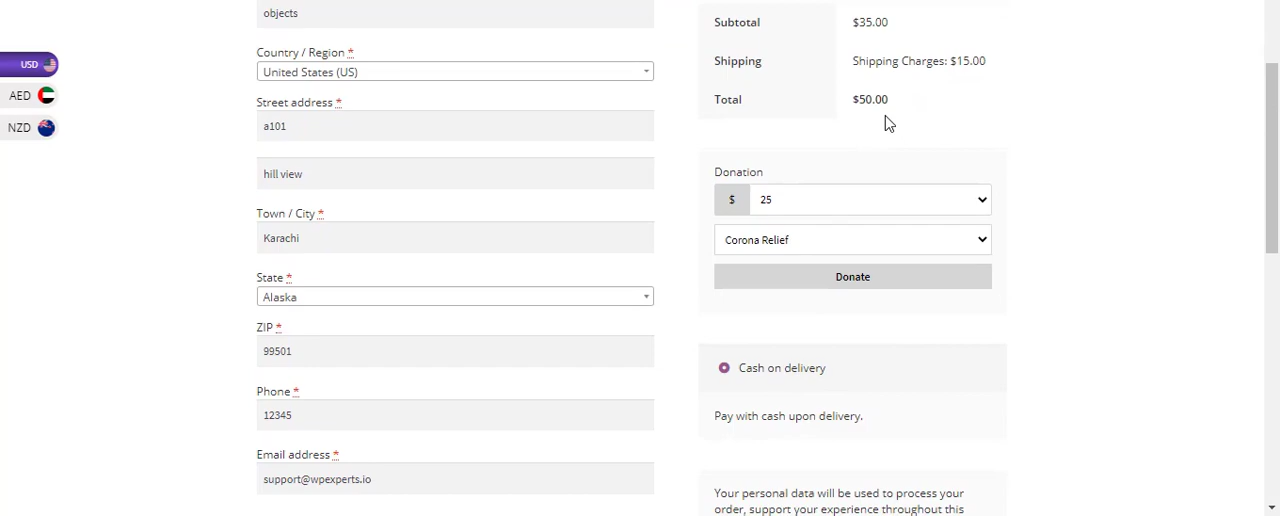 USD
AED
NZD
objects
Country / Region *
United States (US)
Street address *
a101
hill view
Town / City *
Karachi
State *
Alaska
ZIP *
99501
Phone *
12345
Email address *
support@wpexperts.io
Subtotal $35.00
Shipping Shipping Charges: $15.00
Total $50.00
Donation
$ 25
Corona Relief
Donate
Cash on delivery
Pay with cash upon delivery.
Your personal data will be used to process your
order, support your experience throughout this